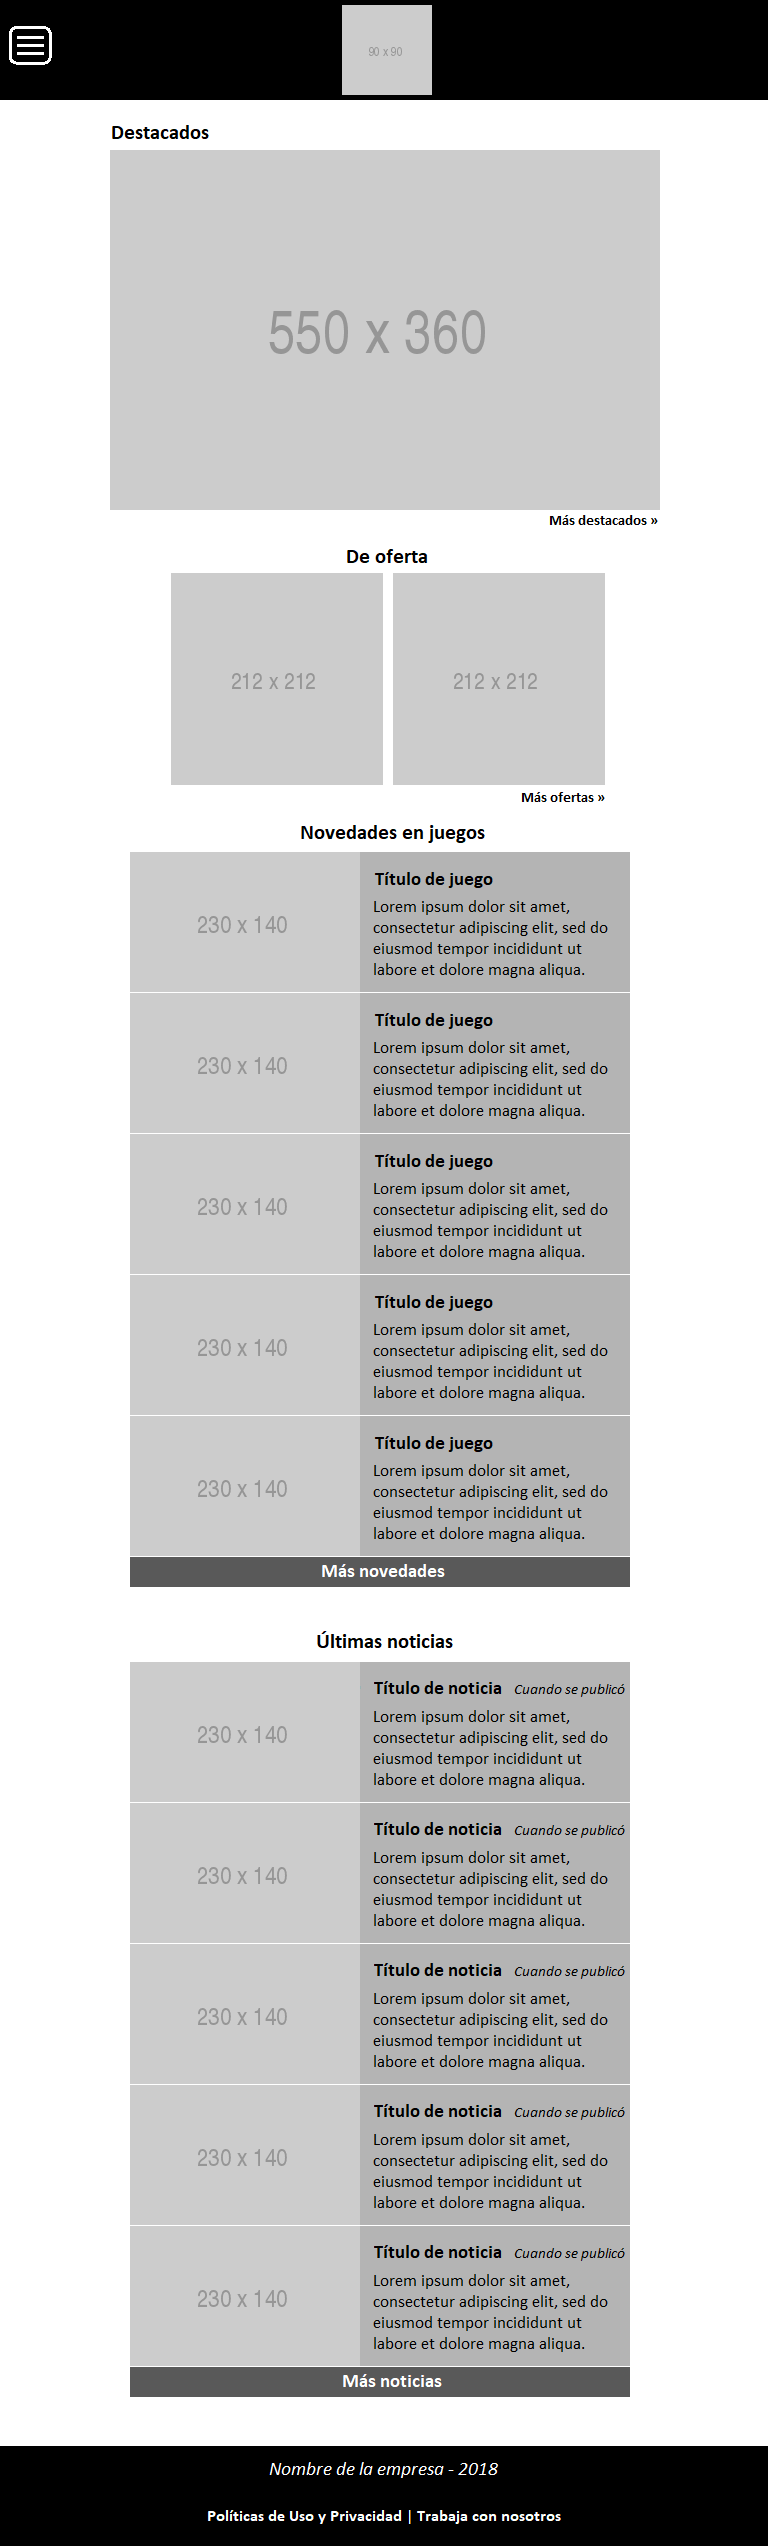 90 x 90
Destacados
550 x 360
Más destacados »
De oferta
212 x 212
212 x 212
Más ofertas »
Novedades en juegos
230 x 140
Título de juego
Lorem ipsum dolor sit amet,
consectetur adipiscing elit, sed do
eiusmod tempor incididunt ut
labore et dolore magna aliqua.
230 x 140
Título de juego
Lorem ipsum dolor sit amet,
consectetur adipiscing elit, sed do
eiusmod tempor incididunt ut
labore et dolore magna aliqua.
230 x 140
Título de juego
Lorem ipsum dolor sit amet,
consectetur adipiscing elit, sed do
eiusmod tempor incididunt ut
labore et dolore magna aliqua.
230 x 140
Título de juego
Lorem ipsum dolor sit amet,
consectetur adipiscing elit, sed do
eiusmod tempor incididunt ut
labore et dolore magna aliqua.
230 x 140
Título de juego
Lorem ipsum dolor sit amet,
consectetur adipiscing elit, sed do
eiusmod tempor incididunt ut
labore et dolore magna aliqua.
Más novedades
Últimas noticias
230 x 140
Título de noticia Cuando se publicó
Lorem ipsum dolor sit amet,
consectetur adipiscing elit, sed do
eiusmod tempor incididunt ut
labore et dolore magna aliqua.
230 x 140
Título de noticia Cuando se publicó
Lorem ipsum dolor sit amet,
consectetur adipiscing elit, sed do
eiusmod tempor incididunt ut
labore et dolore magna aliqua.
230 x 140
Título de noticia Cuando se publicó
Lorem ipsum dolor sit amet,
consectetur adipiscing elit, sed do
eiusmod tempor incididunt ut
labore et dolore magna aliqua.
230 x 140
Título de noticia Cuando se publicó
Lorem ipsum dolor sit amet,
consectetur adipiscing elit, sed do
eiusmod tempor incididunt ut
labore et dolore magna aliqua.
230 x 140
Título de noticia Cuando se publicó
Lorem ipsum dolor sit amet,
consectetur adipiscing elit, sed do
eiusmod tempor incididunt ut
labore et dolore magna aliqua.
Más noticias
Nombre de la empresa - 2018
Políticas de Uso y Privacidad | Trabaja con nosotros